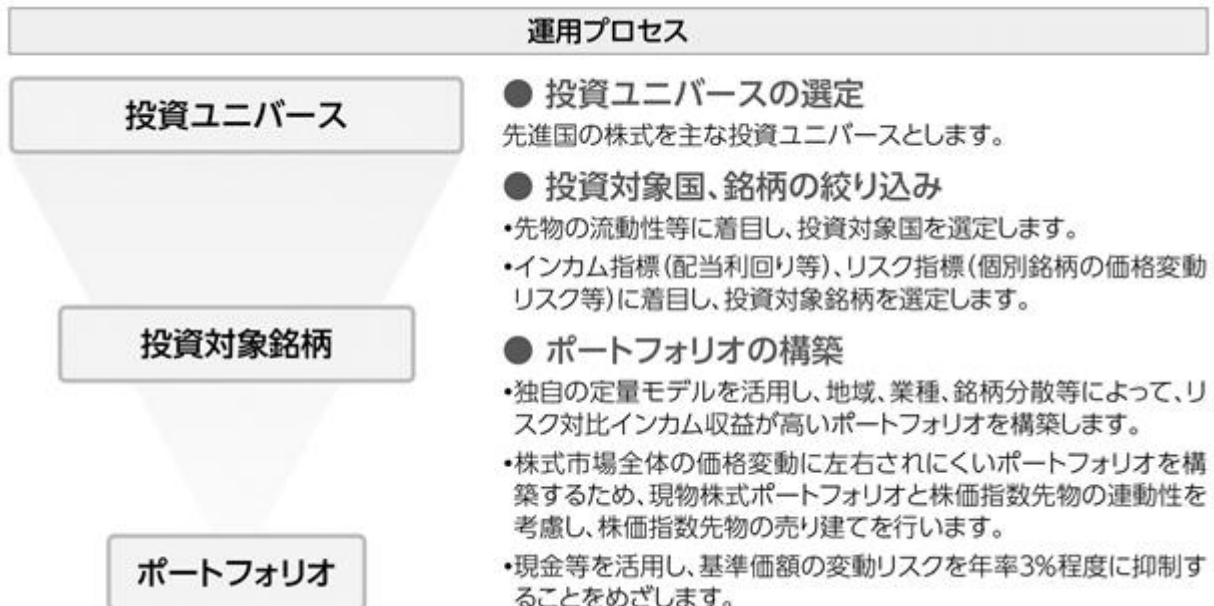 運用プロセス
投資ユニバース
● 投資ユニバースの選定
先進国の株式を主な投資ユニバースとします。
● 投資対象国、銘柄の絞り込み
•先物の流動性等に着目し、投資対象国を選定します。
•インカム指標(配当利回り等)、リスク指標(個別銘柄の価格変動
リスク等)に着目し、投資対象銘柄を選定します。
投資対象銘柄
● ポートフォリオの構築
•独自の定量モデルを活用し、地域、業種、銘柄分散等によって、リ
スク対比インカム収益が高いポートフォリオを構築します。
•株式市場全体の価格変動に左右されにくいポートフォリオを構
築するため、現物株式ポートフォリオと株価指数先物の連動性を
考慮し、株価指数先物の売り建てを行います。
ポートフォリオ
•現金等を活用し、基準価額の変動リスクを年率3%程度に抑制す
ることをめざします。